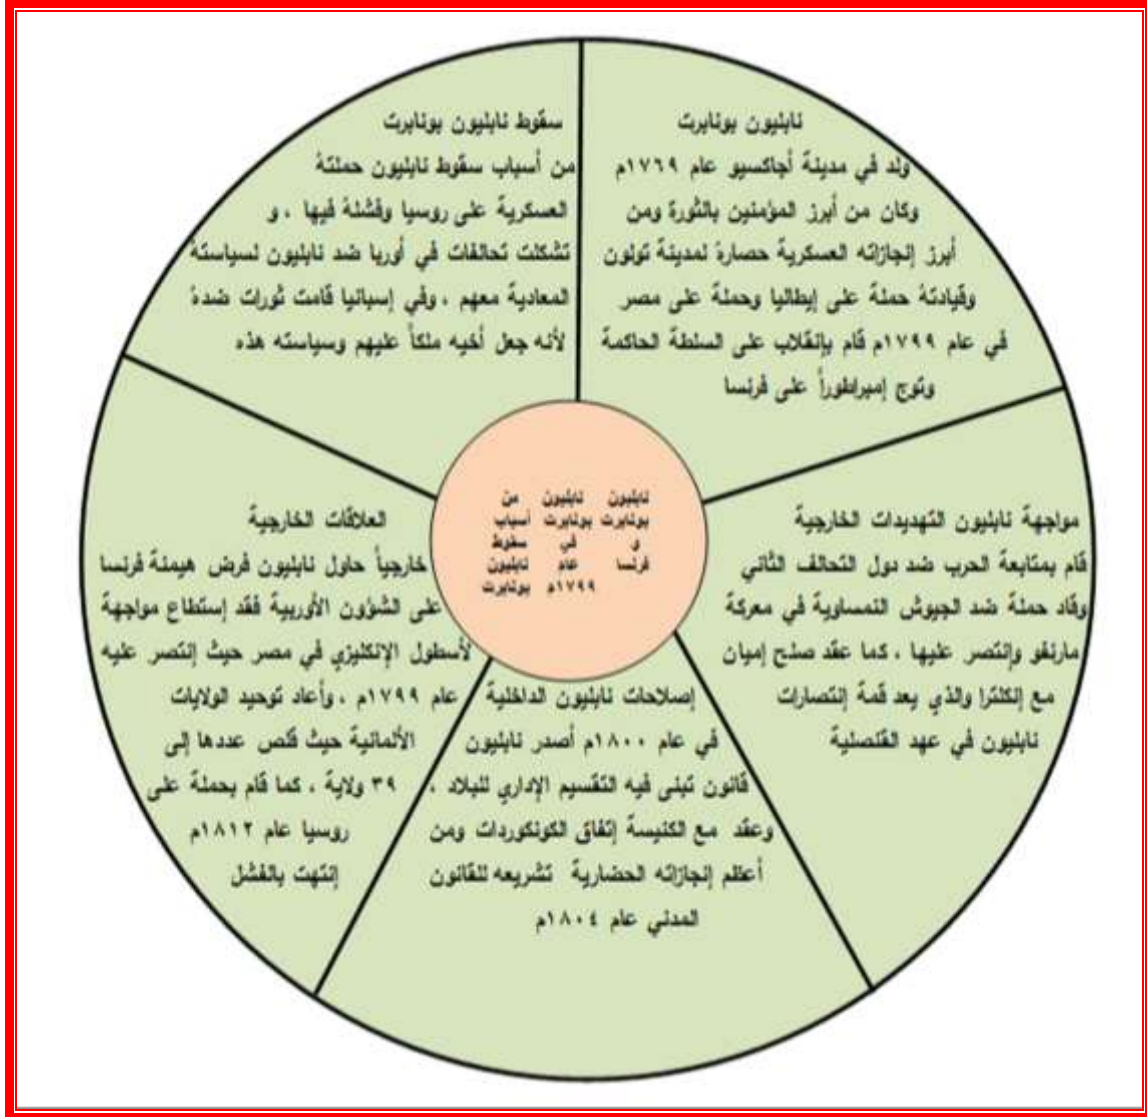 نابليون بونابرت
ولد في مدينة أجاكسيو عام ١٧٦٩م
وكان من أبرز المؤمنين بالثورة ومن
أبرز إنجازاته العسكرية حصارة لمدينة تولون
وقيادتة حملة على إيطاليا وحملة على مصر
في عام ١٧٩٩م قام بإنقلاب على السلطة الحاكمة
وتوج إمبراطوراً على فرنسا
مواجهة نابليون التهديدات الخارجية
قام بمتابعة الحرب ضد دول التحالف الثاني
وقاد حملة ضد الجيوش النمساوية في معركة
مارنغو وإنتصر عليها ، كما عقد صلح إميان
مع إنكلترا والذي يعد قمة إنتصارات
نابليون في عهد القنصلية
إصلاحات نابليون الداخلية
في عام ١٨٠٠م أصدر نابليون
قانون تبنى فيه التقسيم الإداري للبلاد ،
وعقد مع الكنيسة إتفاق الكونكوردات ومن
أعظم إنجازاته الحضارية تشريعه للقانون
المدني عام ١٨٠٤م
العلاقات الخارجية
خارجياً حاول نابليون فرض هيمنة فرنسا
على الشؤون الأوربية فقد إستطاع مواجهة
لأسطول الإنكليزي في مصر حيث إنتصر عليه
عام ١٧٩٩م ، وأعاد توحيد الولايات
الألمانية حيث قلص عددها إلى
٣٩ ولاية ، كما قام بحملة على
روسيا عام ١٨١٢م
إنتهت بالفشل
سقوط نابليون بونابرت
من أسباب سقوط نابليون حملتة
العسكرية على روسيا وفشلة فيها ، و
تشكلت تحالفات في أوربا ضد نابليون لسياستة
المعادية معهم ، وفي إسبانيا قامت ثورات ضدة
لأنه جعل أخيه ملكاً عليهم وسياسته هذه
نابليون
بونابرت
و
فرنسا
نابليون
بونابرت
في
عام
١٧٩٩م
من
أسباب
سقوط
نابليون
بونابرت